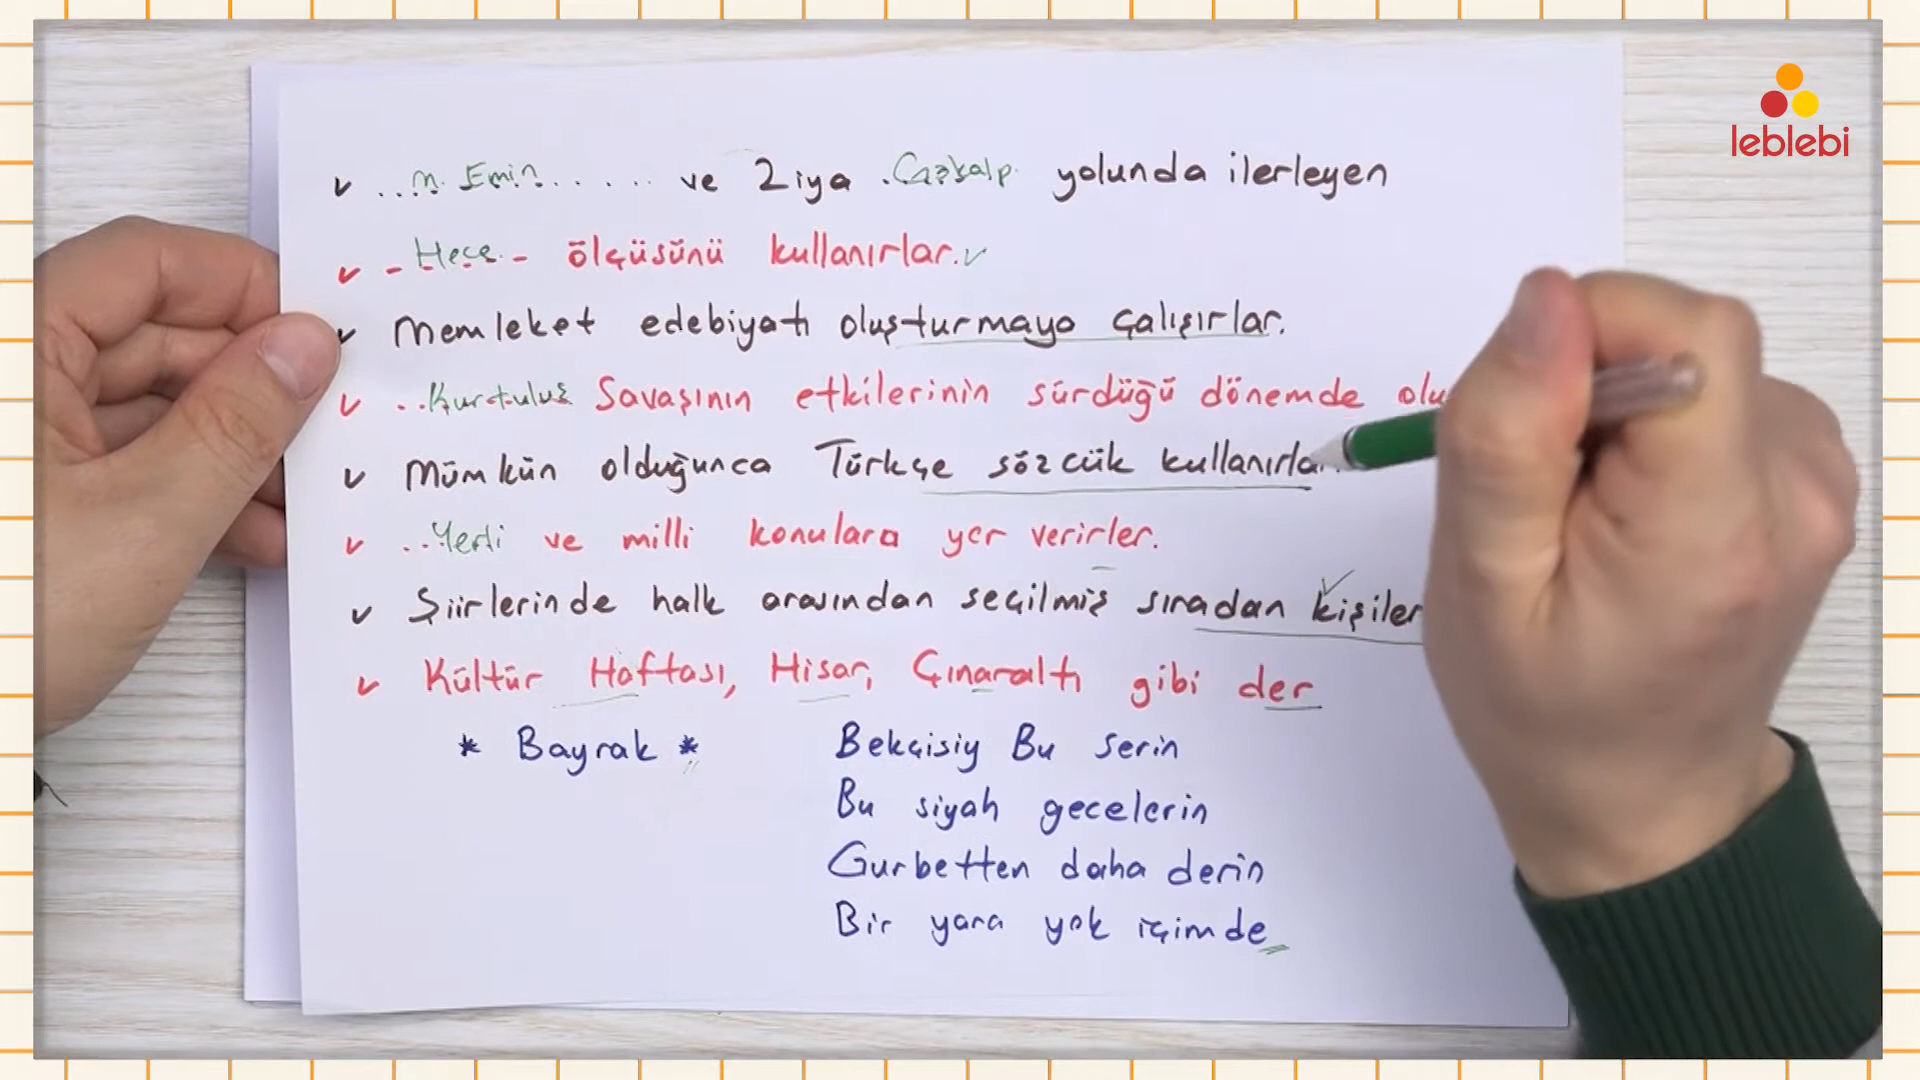 leblebi
✓ ..M. Emin...... ve Ziya .Gökalp. yolunda ilerleyen
✓ - Hece - ölçüsünü kullanırlar.✓
✓ Memleket edebiyatı oluşturmaya çalışırlar.
✓ ..Kurtuluş Savaşının etkilerinin sürdüğü dönemde olu
✓ Mümkün olduğunca Türkçe sözcük kullanırlar.
✓ ..Yerli ve milli konulara yer verirler.
✓ Şiirlerinde halk arasından seçilmiş sıradan kişiler
✓ Kültür Haftası, Hisar, Çınaraltı gibi der
* Bayrak *
Bekçisiy Bu serin
Bu siyah gecelerin
Gurbetten daha derin
Bir yara yok içimde